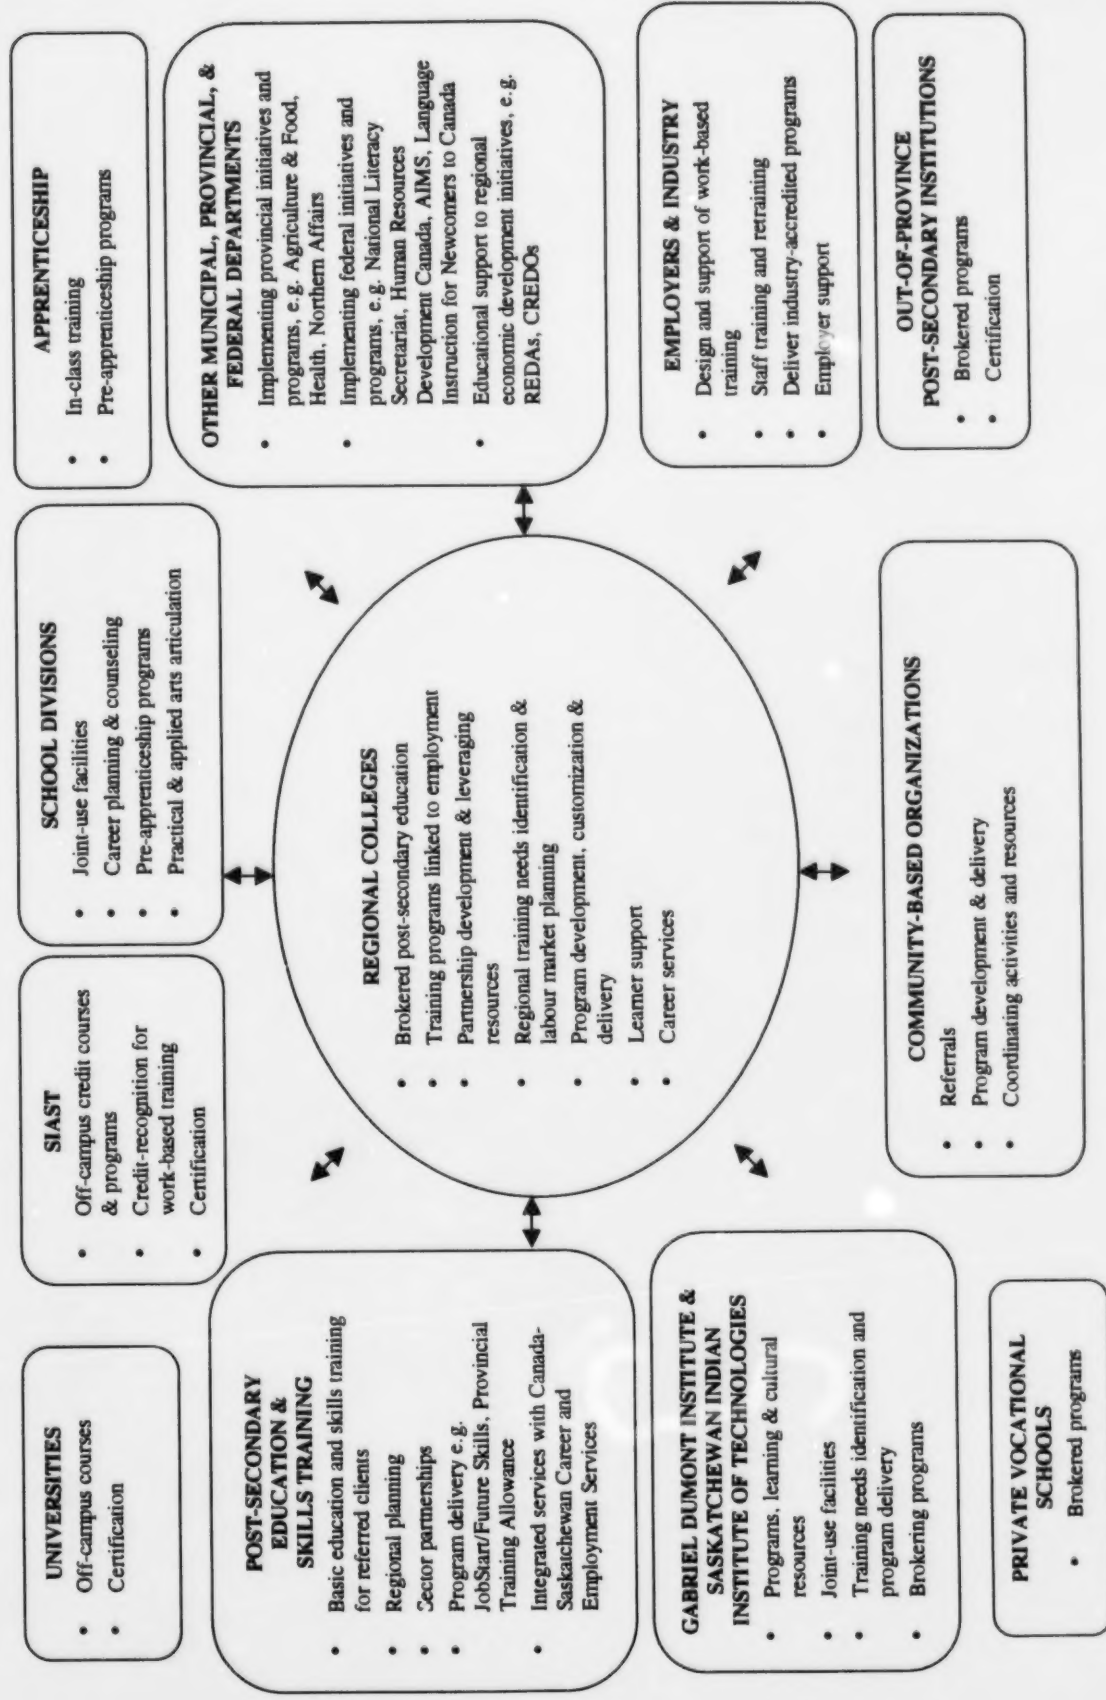 UNIVERSITIES
• Off-campus courses
• Certification
SIAST
• Off-campus credit courses
& programs
• Credit-recognition for
work-based training
• Certification
SCHOOL DIVISIONS
• Joint-use facilities
• Career planning & counseling
• Pre-apprenticeship programs
• Practical & applied arts articulation
APPRENTICESHIP
• In-class training
• Pre-apprenticeship programs
POST-SECONDARY
EDUCATION &
SKILLS TRAINING
• Basic education and skills training
for referred clients
• Regional planning
• Sector partnerships
• Program delivery e.g.
JobStart/Future Skills, Provincial
Training Allowance
• Integrated services with Canada-
Saskatchewan Career and
Employment Services
REGIONAL COLLEGES
• Brokered post-secondary education
• Training programs linked to employment
• Partnership development & leveraging
resources
• Regional training needs identification &
labour market planning
• Program development, customization &
delivery
• Learner support
• Career services
OTHER MUNICIPAL, PROVINCIAL, &
FEDERAL DEPARTMENTS
• Implementing provincial initiatives and
programs, e.g. Agriculture & Food,
Health, Northern Affairs
• Implementing federal initiatives and
programs, e.g. National Literacy
Secretariat, Human Resources
Development Canada, AIMS, Language
Instruction for Newcomers to Canada
• Educational support to regional
economic development initiatives, e.g.
REDAs, CREDOs
GABRIEL DUMONT INSTITUTE &
SASKATCHEWAN INDIAN
INSTITUTE OF TECHNOLOGIES
• Programs, learning & cultural
resources
• Joint-use facilities
• Training needs identification and
program delivery
• Brokering programs
EMPLOYERS & INDUSTRY
• Design and support of work-based
training
• Staff training and retraining
• Deliver industry-accredited programs
• Employer support
PRIVATE VOCATIONAL
SCHOOLS
• Brokered programs
COMMUNITY-BASED ORGANIZATIONS
• Referrals
• Program development & delivery
• Coordinating activities and resources
OUT-OF-PROVINCE
POST-SECONDARY INSTITUTIONS
• Brokered programs
• Certification